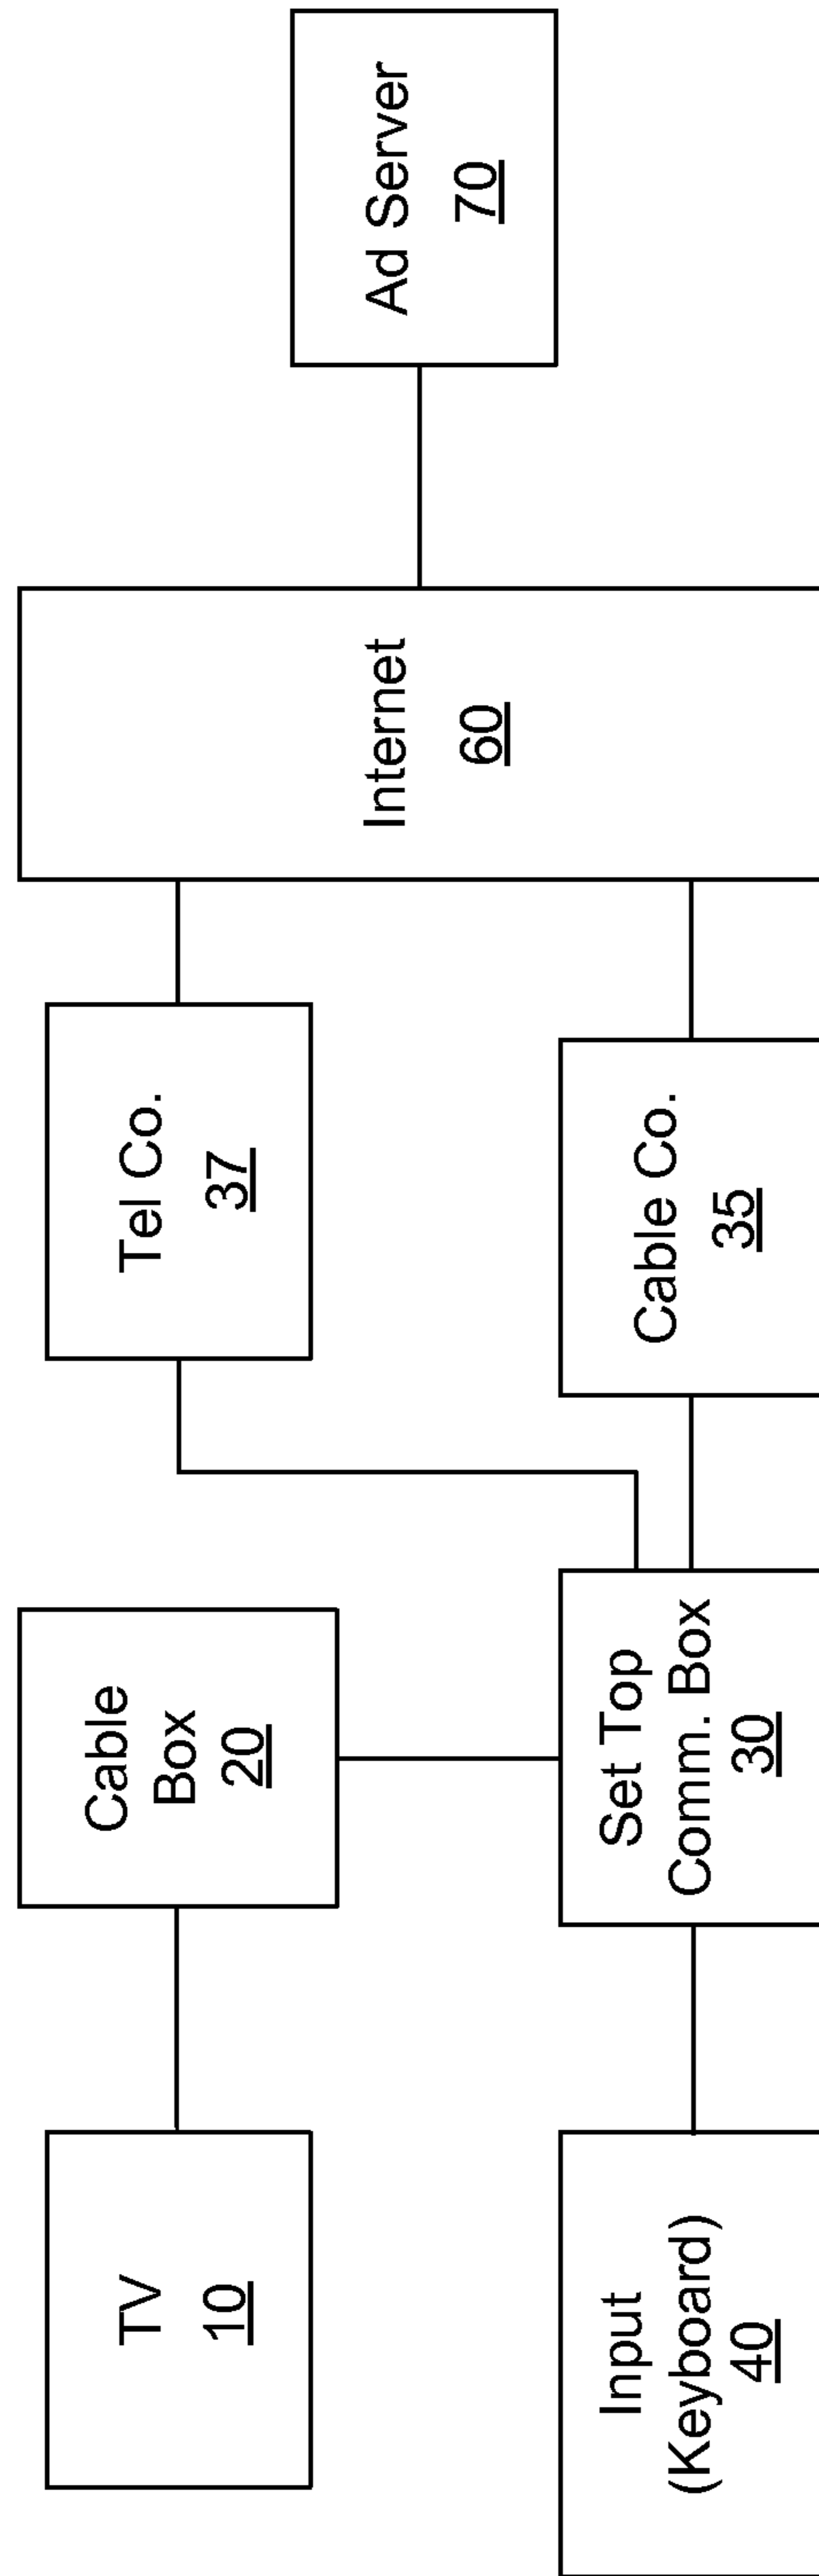 TV
10
Cable
Box
20
Tel Co.
37
Internet
60
Ad Server
70
Input
(Keyboard)
40
Set Top
Comm. Box
30
Cable Co.
35